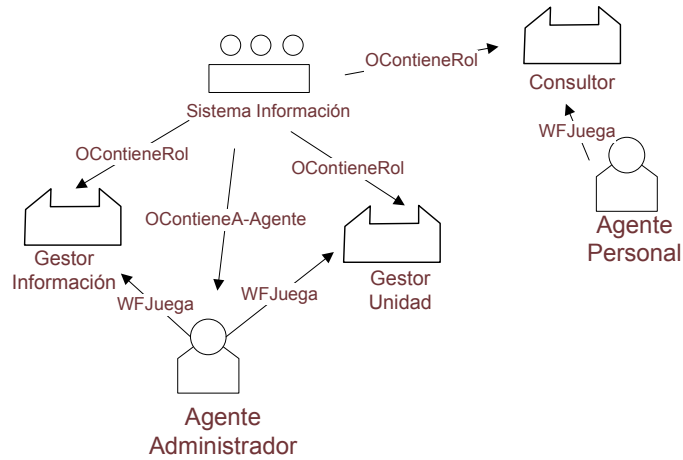 OContieneRol
Consultor
Sistema Información
WFJuega
OContieneRol
OContieneRol
OContieneA-Agente
Agente
Personal
Gestor
Información
Gestor
Unidad
WFJuega
WFJuega
Agente
Administrador